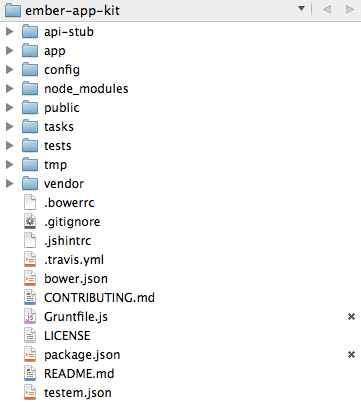 ember-app-kit
api-stub
app
config
node_modules
public
tasks
tests
tmp
vendor
.bowerrc
.gitignore
.jshintrc
.travis.yml
bower.json
CONTRIBUTING.md
Gruntfile.js
LICENSE
package.json
README.md
testem.json